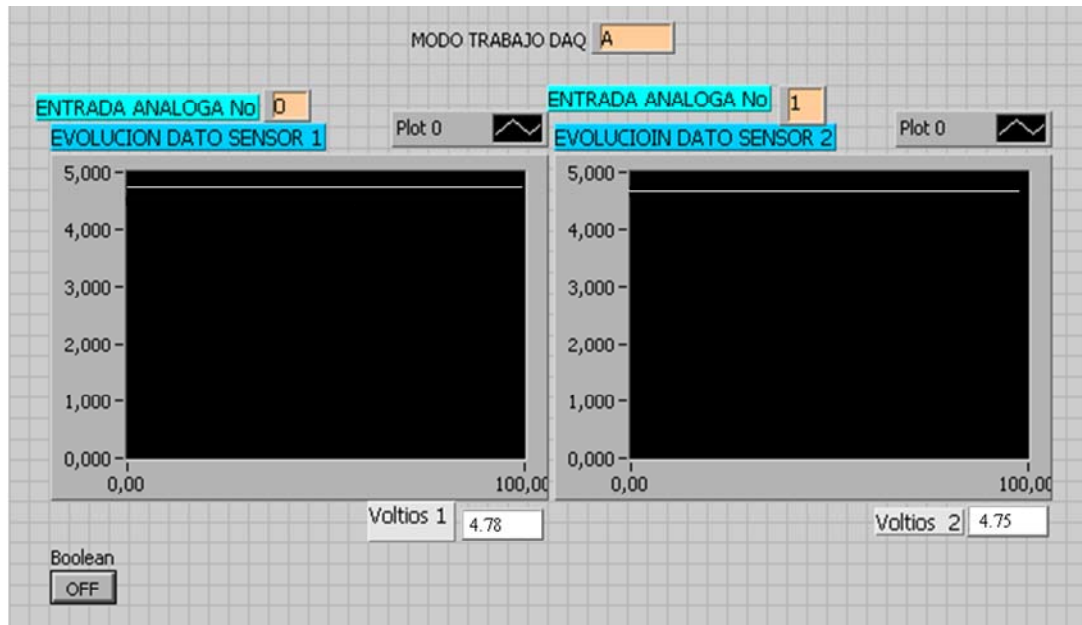 MODO TRABAJO DAQ A
ENTRADA ANALOGA No 0
EVOLUCION DATO SENSOR 1
Plot 0
5,000
4,000
3,000
2,000
1,000
0,000
0,00 100,00
Voltios 1 4.78
ENTRADA ANALOGA No 1
EVOLUCIOIN DATO SENSOR 2
Plot 0
5,000
4,000
3,000
2,000
1,000
0,000
0,00 100,00
Voltios 2 4.75
Boolean
OFF